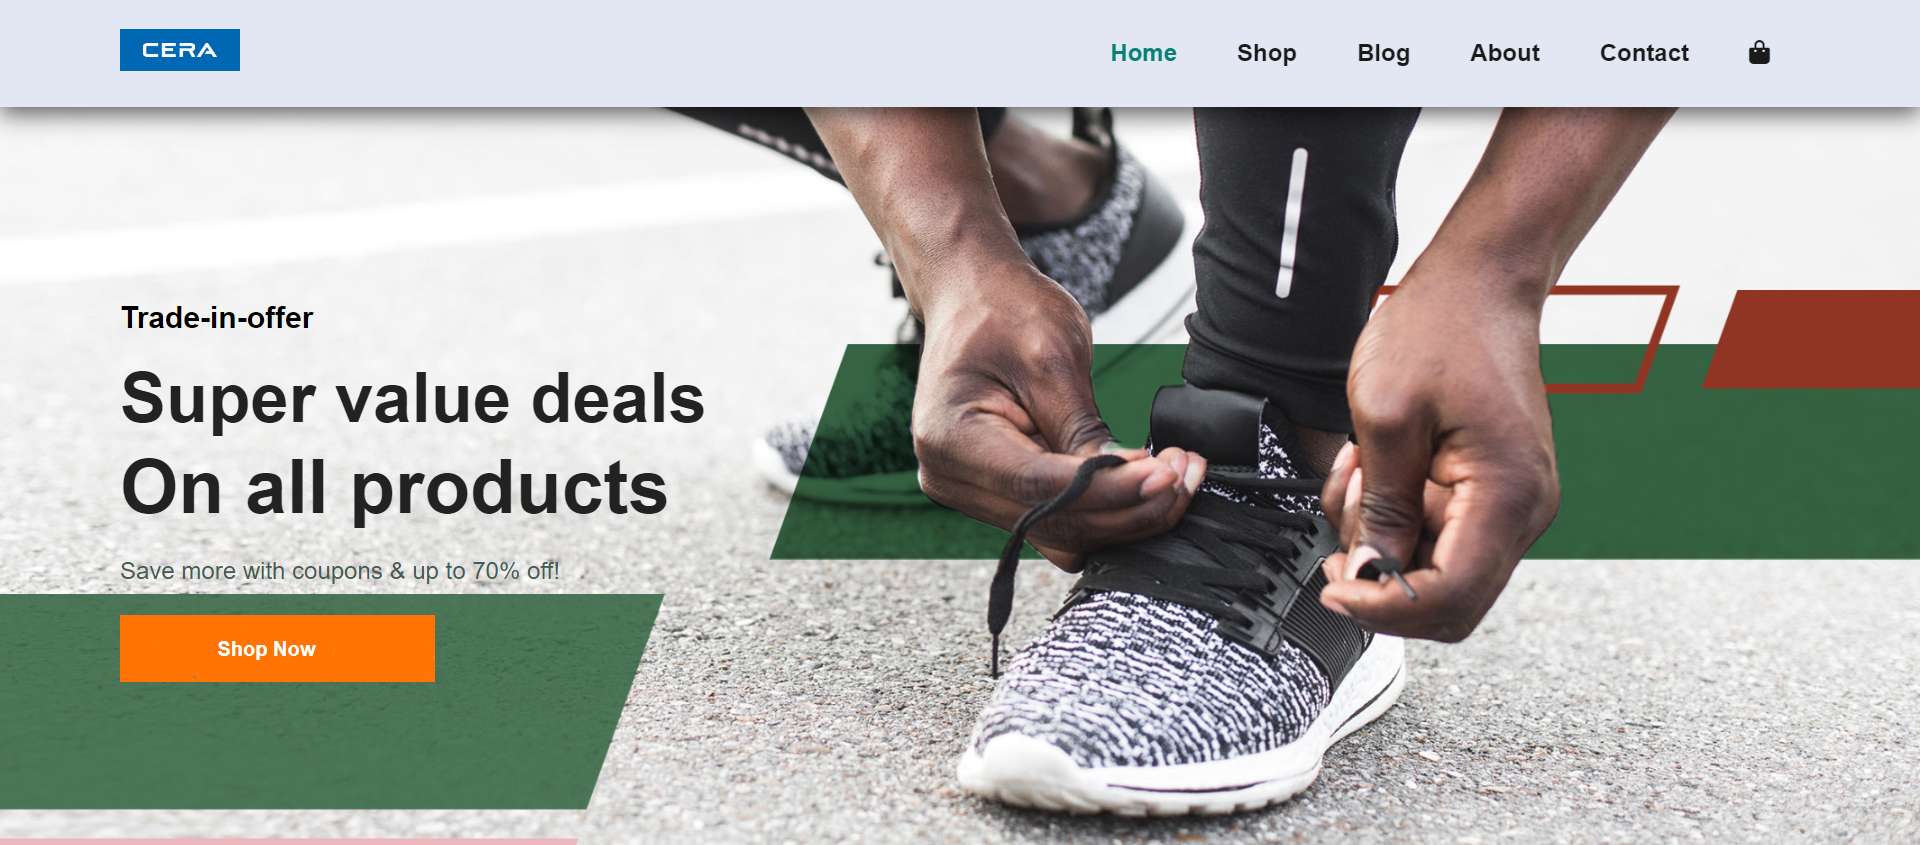 CERA
Home Shop Blog About Contact
Trade-in-offer
Super value deals
On all products
Save more with coupons & up to 70% off!
Shop Now